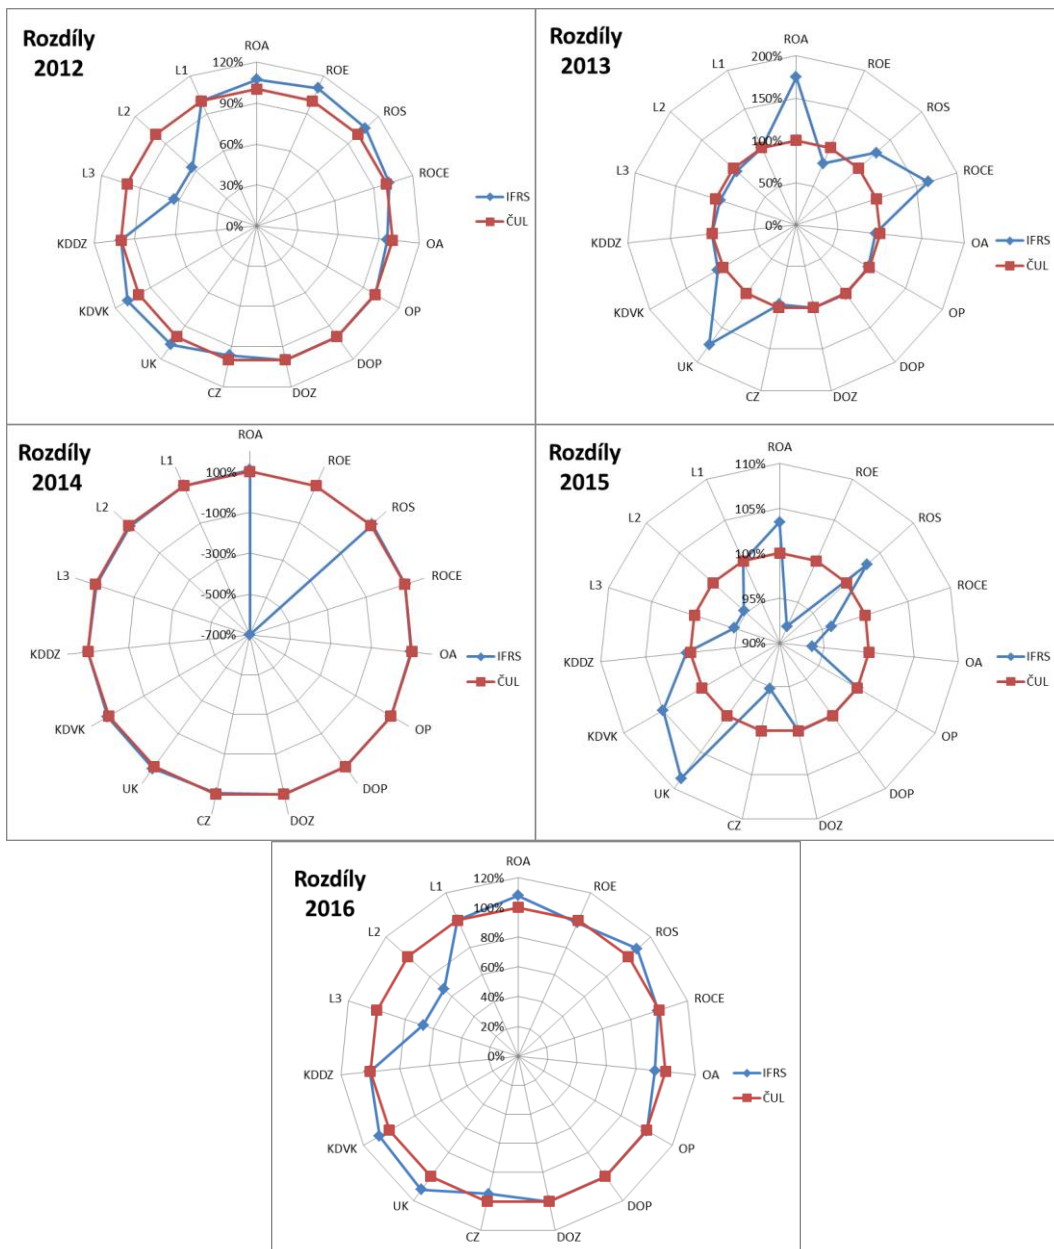 Rozdíly
2012
ROA
ROE
ROS
ROCE
OA
OP
DOP
DOZ
CZ
UK
KDVK
KDDZ
L3
L2
L1
120%
90%
60%
30%
0%
IFRS
ČUL
Rozdíly
2013
ROA
ROE
ROS
ROCE
OA
OP
DOP
DOZ
CZ
UK
KDVK
KDDZ
L3
L2
L1
200%
150%
100%
50%
0%
IFRS
ČUL
Rozdíly
2014
ROA
ROE
ROS
ROCE
OA
OP
DOP
DOZ
CZ
UK
KDVK
KDDZ
L3
L2
L1
100%
-100%
-300%
-500%
-700%
IFRS
ČUL
Rozdíly
2015
ROA
ROE
ROS
ROCE
OA
OP
DOP
DOZ
CZ
UK
KDVK
KDDZ
L3
L2
L1
110%
105%
100%
95%
90%
IFRS
ČUL
Rozdíly
2016
ROA
ROE
ROS
ROCE
OA
OP
DOP
DOZ
CZ
UK
KDVK
KDDZ
L3
L2
L1
120%
100%
80%
60%
40%
20%
0%
IFRS
ČUL